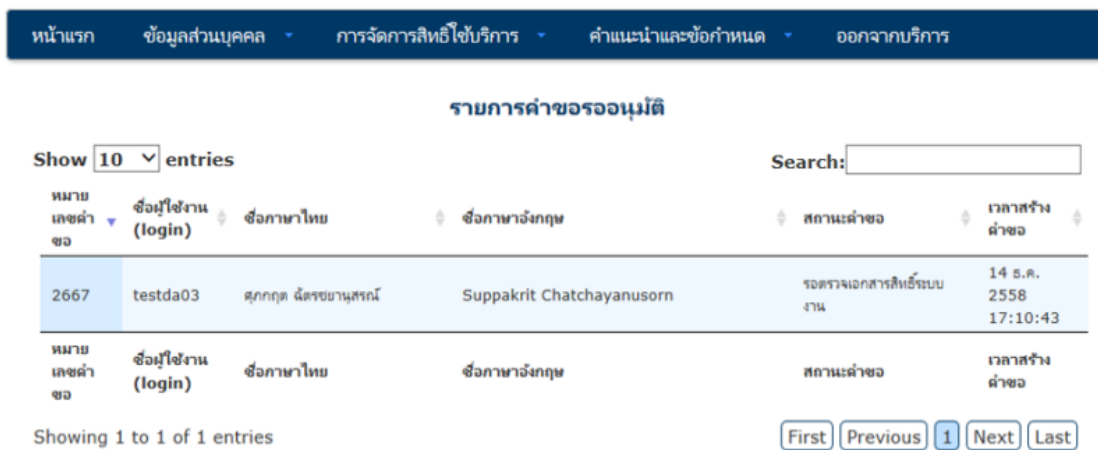 หน้าแรก ข้อมูลส่วนบุคคล การจัดการสิทธิ์ใช้บริการ คำแนะนำและข้อกำหนด ออกจากบริการ
รายการคำขอรออนุมัติ
Show 10 entries Search:
หมาย
เลขคำ
ขอ
ชื่อผู้ใช้งาน
(login)
ชื่อภาษาไทย
ชื่อภาษาอังกฤษ
สถานะคำขอ
เวลาสร้าง
คำขอ
2667
testda03
ศุภกฤต ฉัตรชยานุสรณ์
Suppakrit Chatchayanusorn
รอตรวจเอกสารสิทธิ์ระบบ
งาน
14 ธ.ค.
2558
17:10:43
หมาย
เลขคำ
ขอ
ชื่อผู้ใช้งาน
(login)
ชื่อภาษาไทย
ชื่อภาษาอังกฤษ
สถานะคำขอ
เวลาสร้าง
คำขอ
Showing 1 to 1 of 1 entries First Previous 1 Next Last